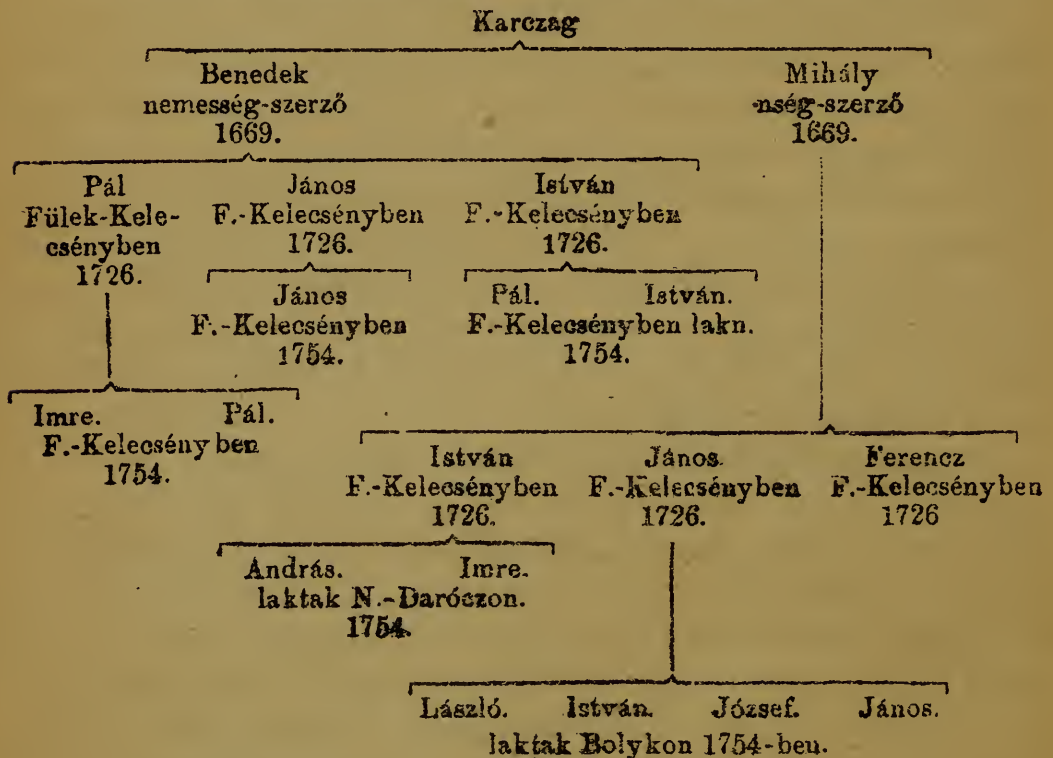 Karczag
Benedek Mihály
nemesség-szerző nség-szerző
1669. 1669.
Pál János István
Fülek-Kele- F.-Kelecsényben F.-Kelecsényben
csényben 1726. 1726.
1726.
János Pál. István.
F.-Kelecsényben F.-Kelecsényben lakn.
1754. 1754.
Imre. Pál.
F.-Kelecsényben
1754.
István János. Ferencz
F.-Kelecsényben F.-Kelecsényben F.-Kelecsényben
1726. 1726. 1726
András. Imre.
laktak N.-Daróczon.
1754.
László. István. József. János.
laktak Bolykon 1754-ben.